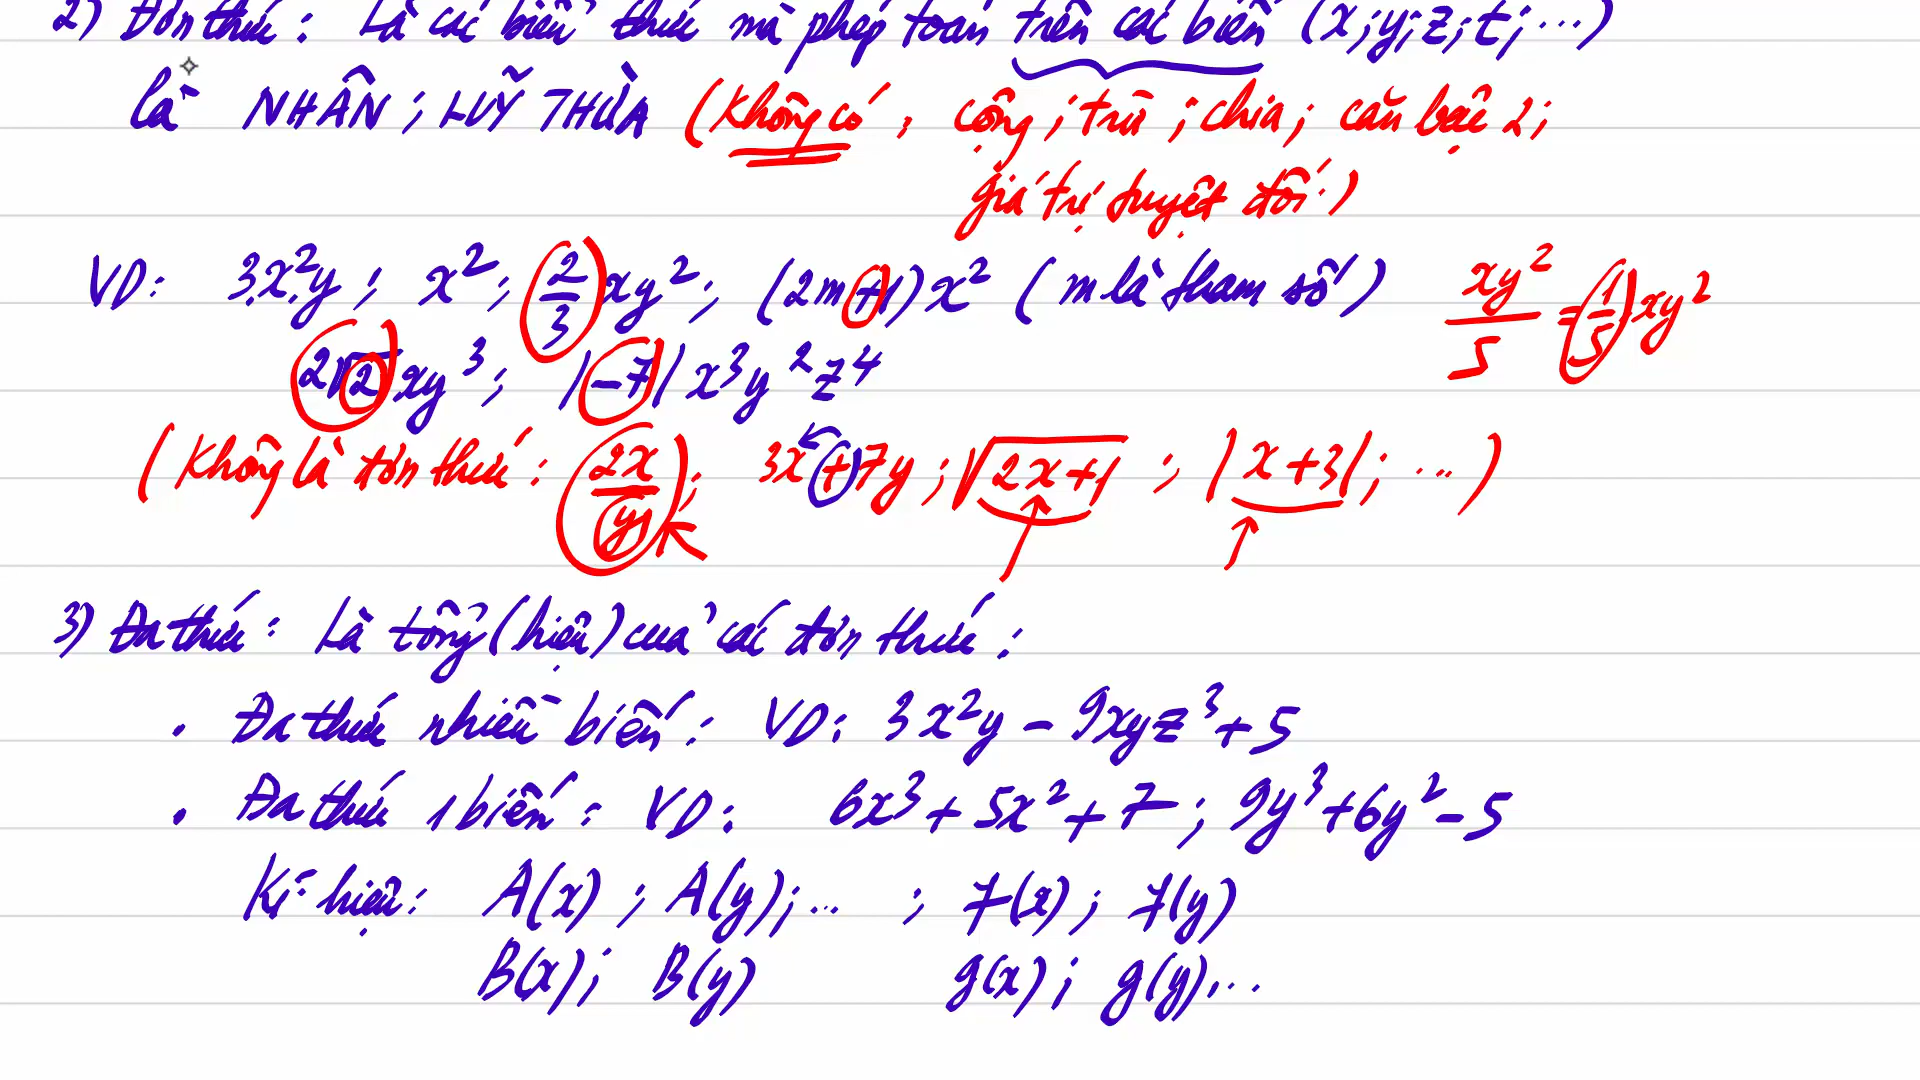 2) Đơn thức: Là các biểu thức mà phép toán trên các biến (x; y; z; t; ...)
là NHÂN; LUỸ THỪA (Không có, cộng; trừ; chia; căn bậc 2;
giá trị tuyệt đối)
VD: 3.x².y; x²; 2/3 xy²; (2m+1)x² (m là tham số) xy²/5 = (1/5)xy²
2√2 xy³; |-7| x³y²z⁴
(Không là đơn thức: 2x/y; 3x+7y; √(2x+1); |x+3|; ...)
3) Đa thức: Là tổng (hiệu) của các đơn thức:
• Đa thức nhiều biến: VD: 3x²y - 9xyz³ + 5
• Đa thức 1 biến: VD: 6x³ + 5x² + 7; 9y³ + 6y² - 5
Kí hiệu: A(x); A(y); ... ; f(x); f(y)
B(x); B(y) g(x); g(y), ...